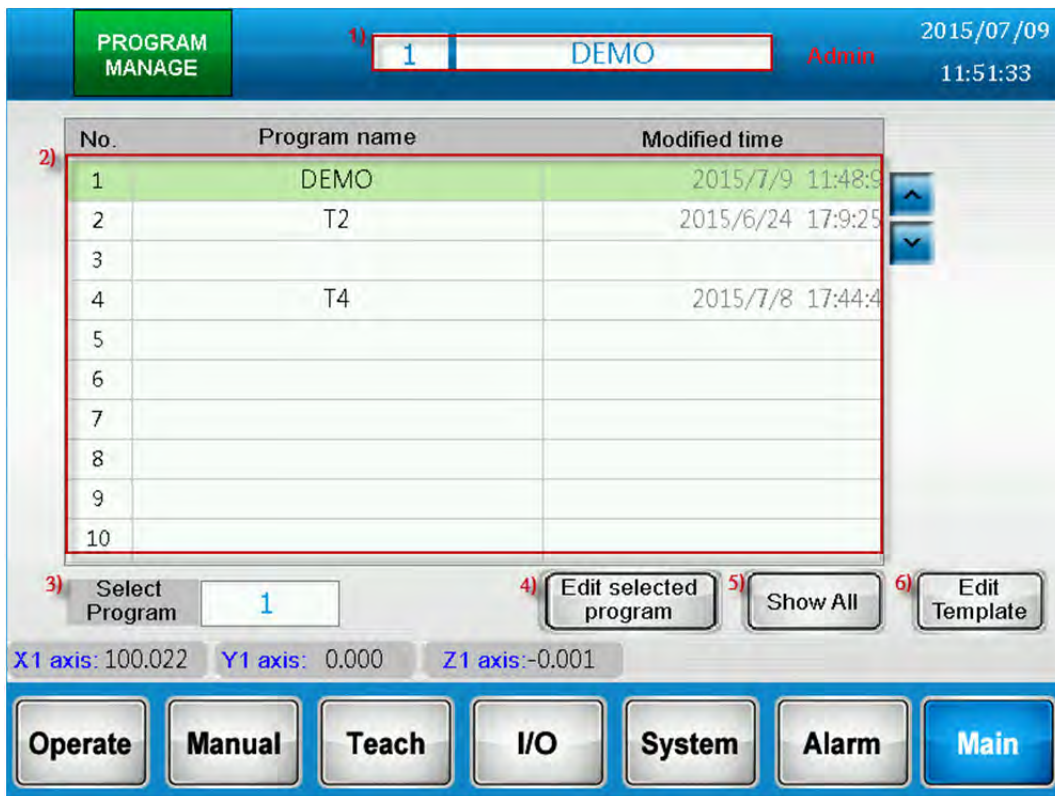 PROGRAM MANAGE
1) 1 DEMO Admin
2015/07/09
11:51:33
No. Program name Modified time
2)
1 DEMO 2015/7/9 11:48:9
2 T2 2015/6/24 17:9:25
3
4 T4 2015/7/8 17:44:4
5
6
7
8
9
10
3) Select Program 1
4) Edit selected program
5) Show All
6) Edit Template
X1 axis: 100.022 Y1 axis: 0.000 Z1 axis:-0.001
Operate Manual Teach I/O System Alarm Main